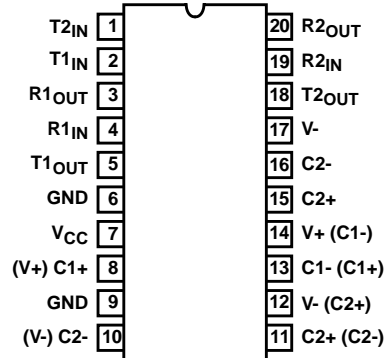 T2IN 1 20 R2OUT
T1IN 2 19 R2IN
R1OUT 3 18 T2OUT
R1IN 4 17 V-
T1OUT 5 16 C2-
GND 6 15 C2+
VCC 7 14 V+ (C1-)
(V+) C1+ 8 13 C1- (C1+)
GND 9 12 V- (C2+)
(V-) C2- 10 11 C2+ (C2-)